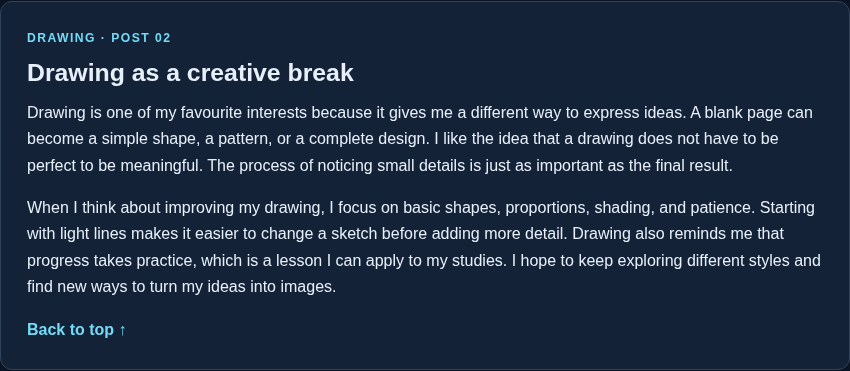 DRAWING · POST 02
Drawing as a creative break
Drawing is one of my favourite interests because it gives me a different way to express ideas. A blank page can
become a simple shape, a pattern, or a complete design. I like the idea that a drawing does not have to be
perfect to be meaningful. The process of noticing small details is just as important as the final result.
When I think about improving my drawing, I focus on basic shapes, proportions, shading, and patience. Starting
with light lines makes it easier to change a sketch before adding more detail. Drawing also reminds me that
progress takes practice, which is a lesson I can apply to my studies. I hope to keep exploring different styles and
find new ways to turn my ideas into images.
Back to top ↑